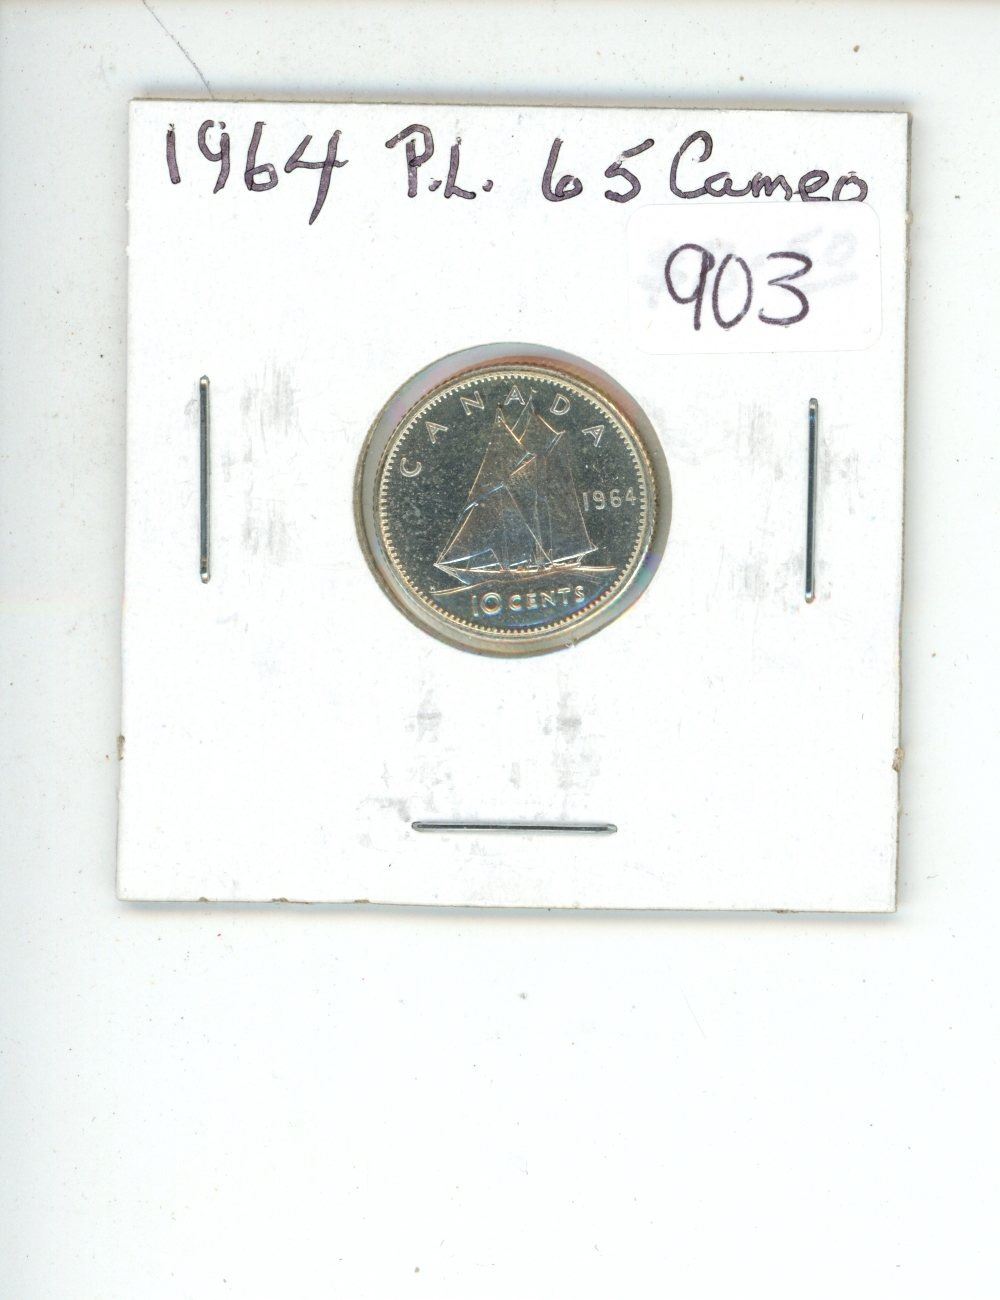 1964 P.L. 65 Cameo
903
CANADA
1964
10 CENTS